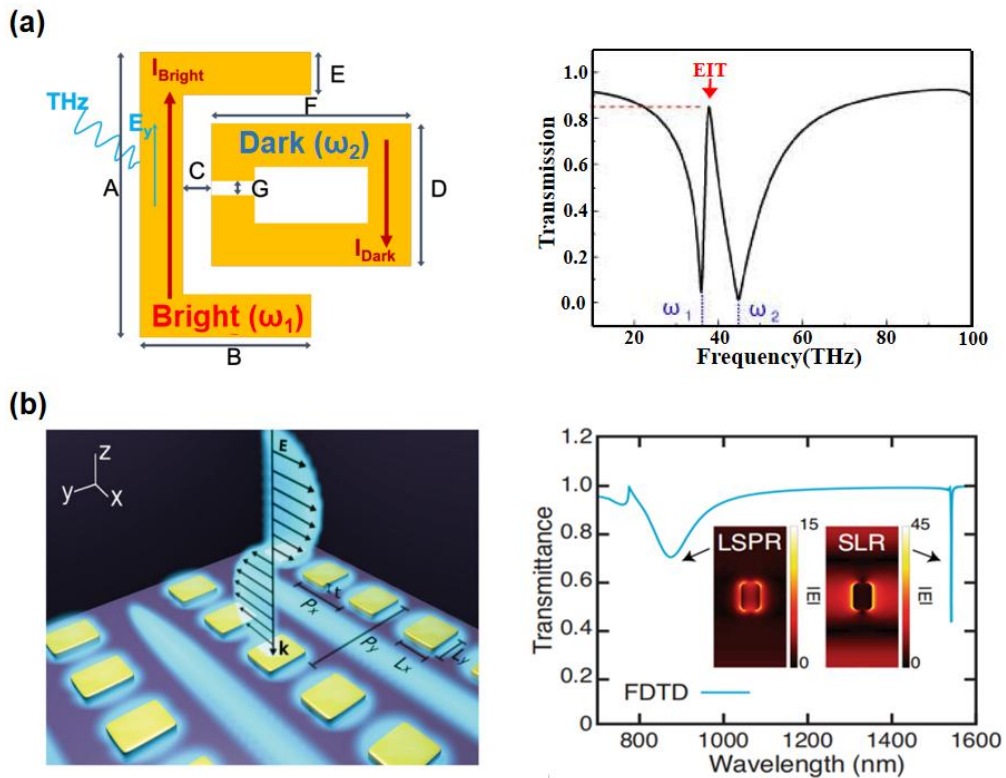 (a)
I_Bright
THz
E_y
A
B
C
D
E
F
G
Dark (ω₂)
I_Dark
Bright (ω₁)
EIT
Transmission
1.0
0.8
0.6
0.4
0.2
0.0
ω₁
ω₂
20
40
60
80
100
Frequency(THz)
(b)
z
y
x
E
k
t
P_x
P_y
L_x
L_y
Transmittance
1.2
1.0
0.8
0.6
0.4
0.2
0
LSPR
15
|E|
0
SLR
45
|E|
0
FDTD
800
1000
1200
1400
1600
Wavelength (nm)